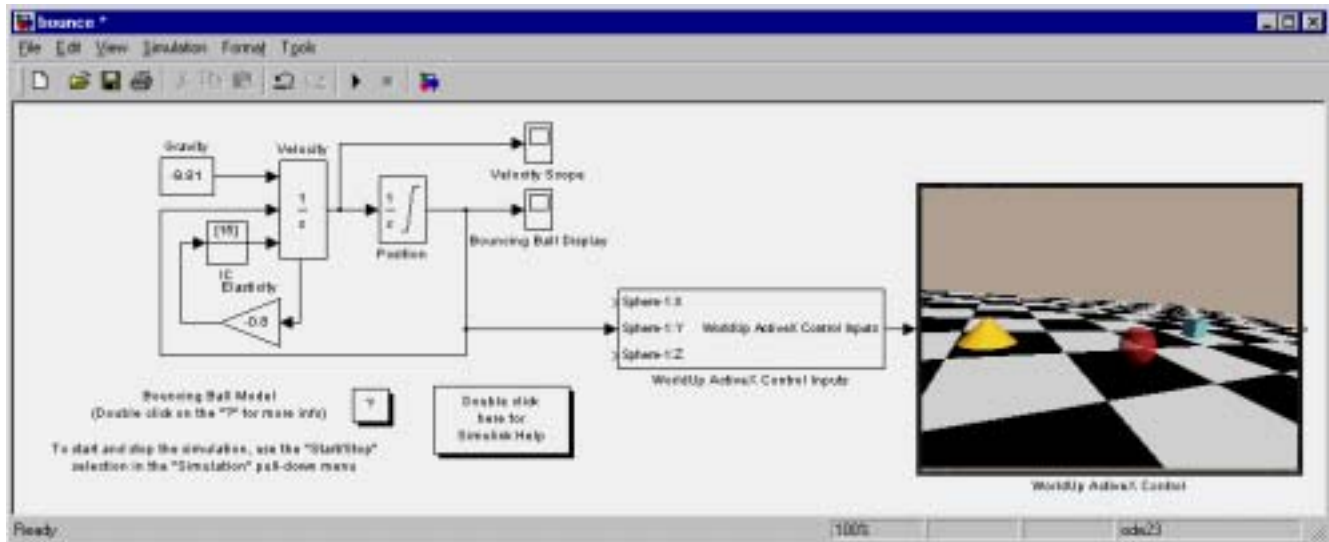 bounce *
File Edit View Simulation Format Tools
Gravity
-9.81
Velocity
1
s
[15]
IC
Elasticity
-0.8
1
s
Position
Velocity Scope
Bouncing Ball Display
Sphere-1:X
Sphere-1:Y
Sphere-1:Z
WorldUp ActiveX Control Inputs
WorldUp ActiveX Control Inputs
WorldUp ActiveX Control
Bouncing Ball Model
(Double click on the "?" for more info)
?
Double click
here for
Simulink Help
To start and stop the simulation, use the "Start/Stop"
selection in the "Simulation" pull-down menu
Ready
100%
ode23